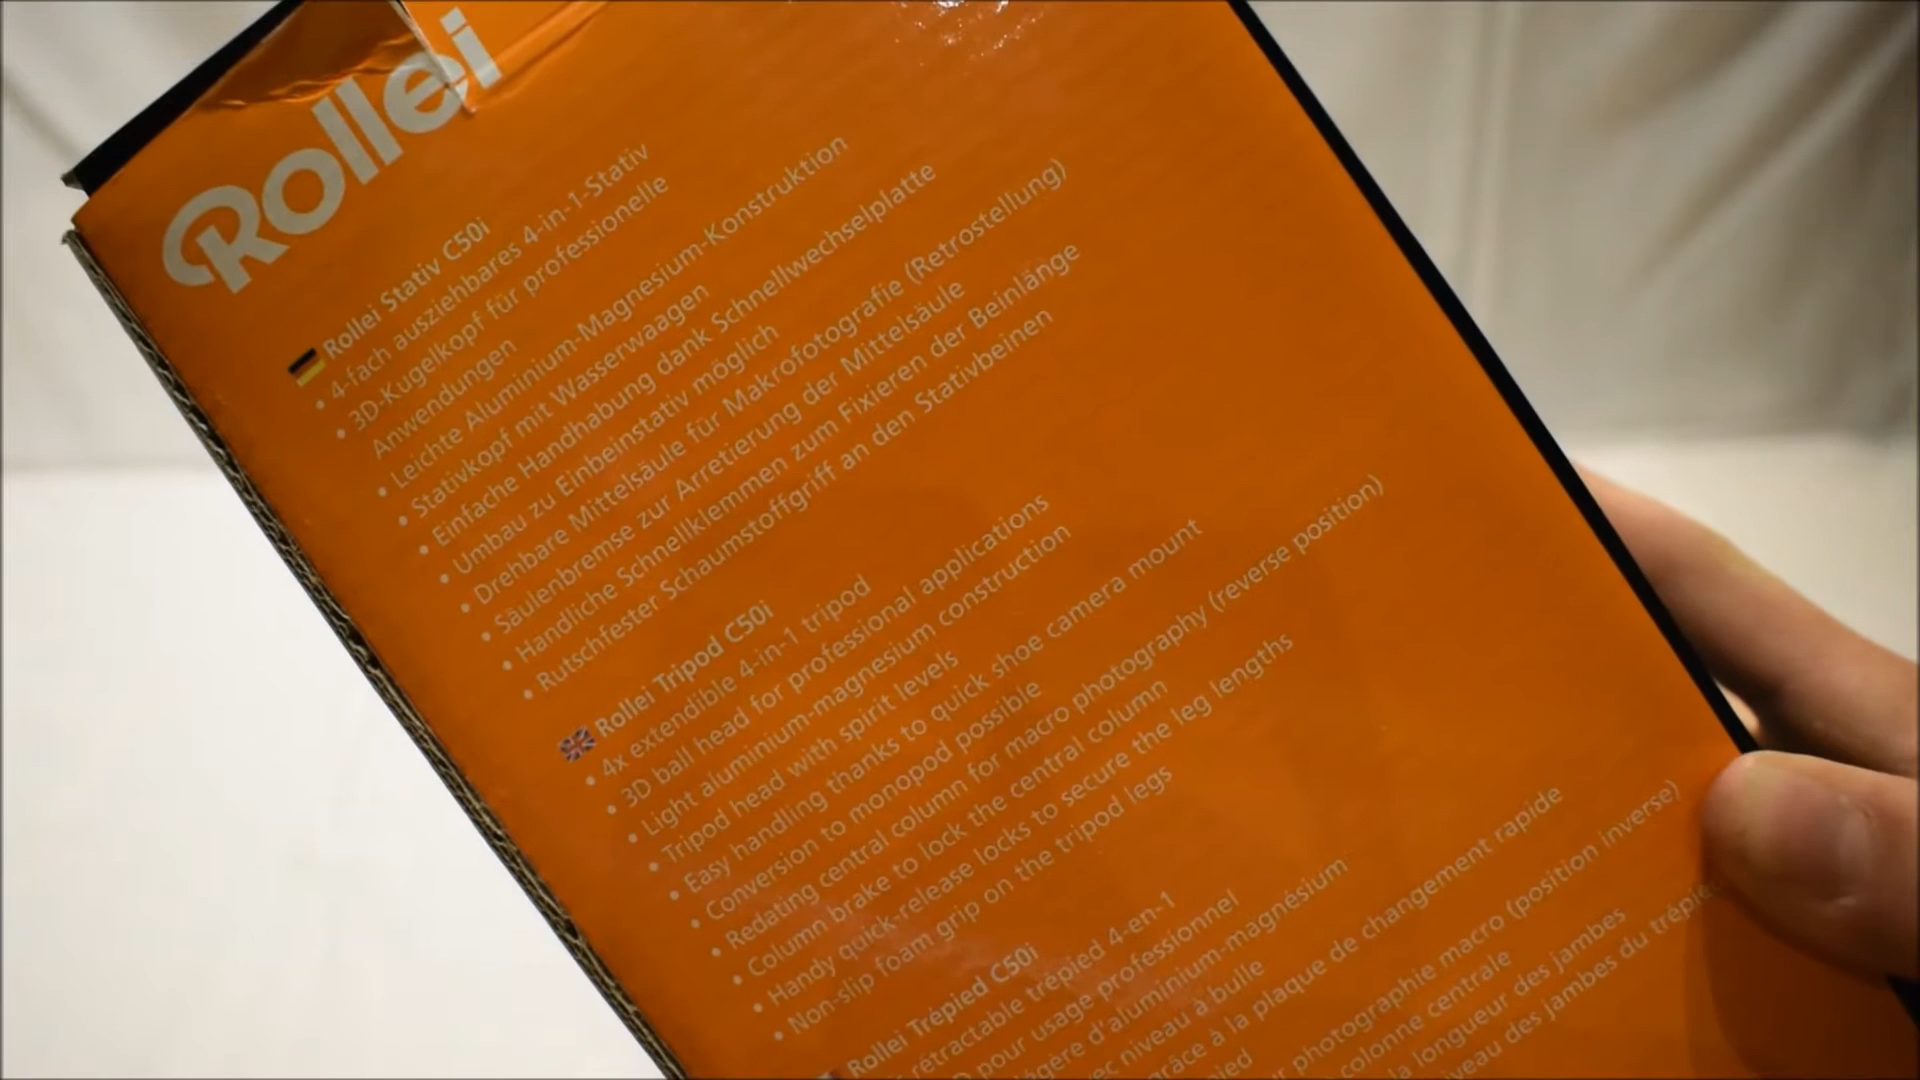 Rollei
Rollei Stativ C50i
• 4-fach ausziehbares 4-in-1-Stativ
• 3D-Kugelkopf für professionelle
Anwendungen
• Leichte Aluminium-Magnesium-Konstruktion
• Stativkopf mit Wasserwaagen
• Einfache Handhabung dank Schnellwechselplatte
• Umbau zu Einbeinstativ möglich
• Drehbare Mittelsäule für Makrofotografie (Retrostellung)
• Säulenbremse zur Arretierung der Mittelsäule
• Handliche Schnellklemmen zum Fixieren der Beinlänge
• Rutschfester Schaumstoffgriff an den Stativbeinen
Rollei Tripod C50i
• 4x extendible 4-in-1 tripod
• 3D ball head for professional applications
• Light aluminium-magnesium construction
• Tripod head with spirit levels
• Easy handling thanks to quick shoe camera mount
• Conversion to monopod possible
• Redating central column for macro photography (reverse position)
• Column brake to lock the central column
• Handy quick-release locks to secure the leg lengths
• Non-slip foam grip on the tripod legs
Rollei Trépied C50i
rétractable trépied 4-en-1
pour usage professionnel
d'aluminium-magnésium
niveau à bulle
grâce à la plaque de changement rapide
photographie macro (position inverse)
colonne centrale
la longueur des jambes
des jambes du trépied